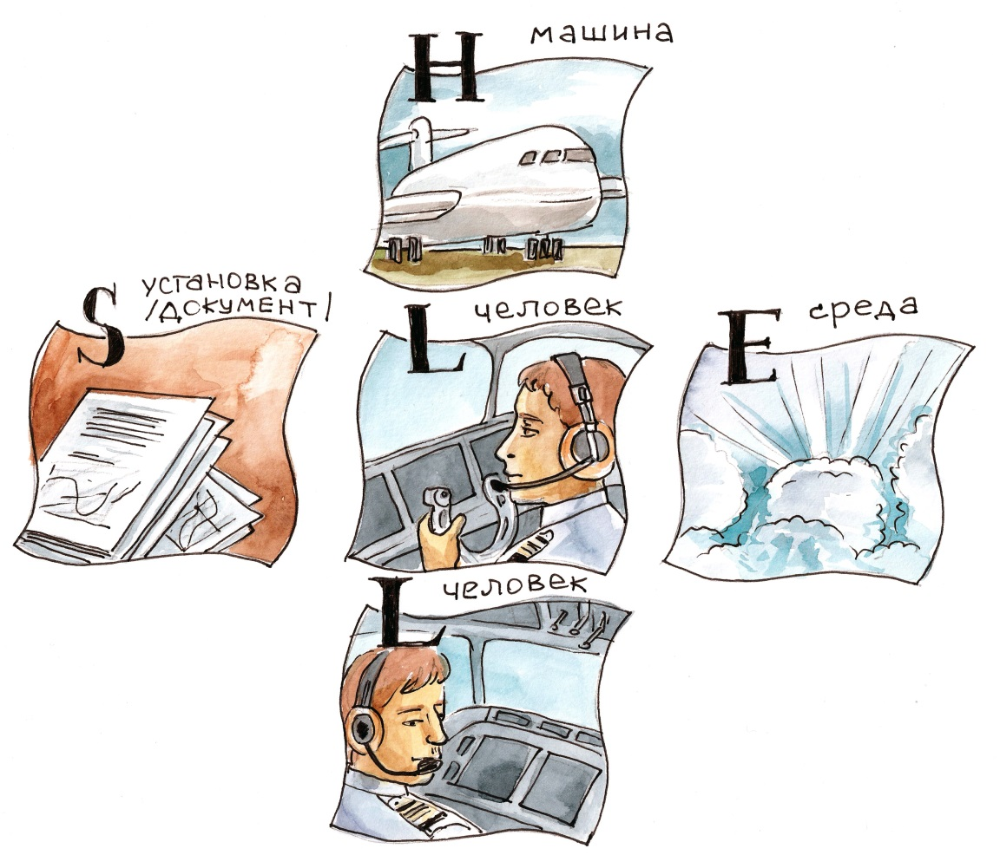 H машина
S установка
/документ/
L человек
E среда
L человек